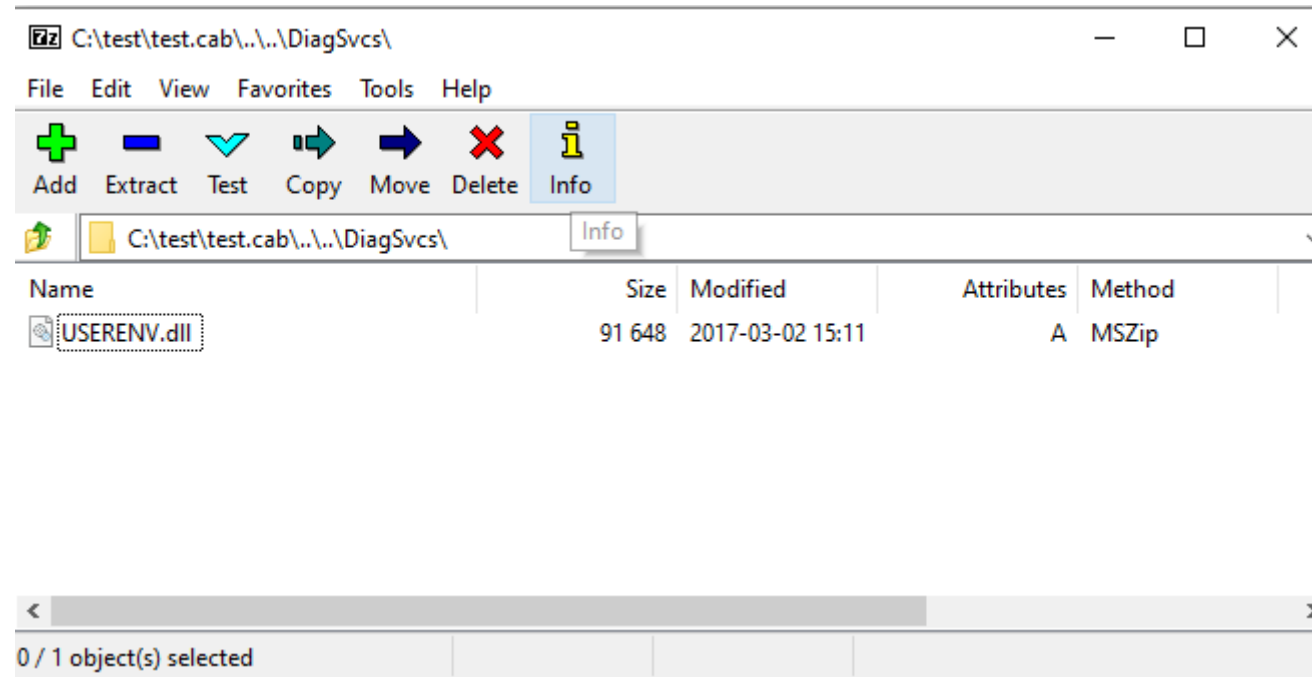 7z C:\test\test.cab\..\..\DiagSvcs\
File Edit View Favorites Tools Help
Add Extract Test Copy Move Delete Info
C:\test\test.cab\..\..\DiagSvcs\ Info
Name Size Modified Attributes Method
USERENV.dll 91 648 2017-03-02 15:11 A MSZip
0 / 1 object(s) selected